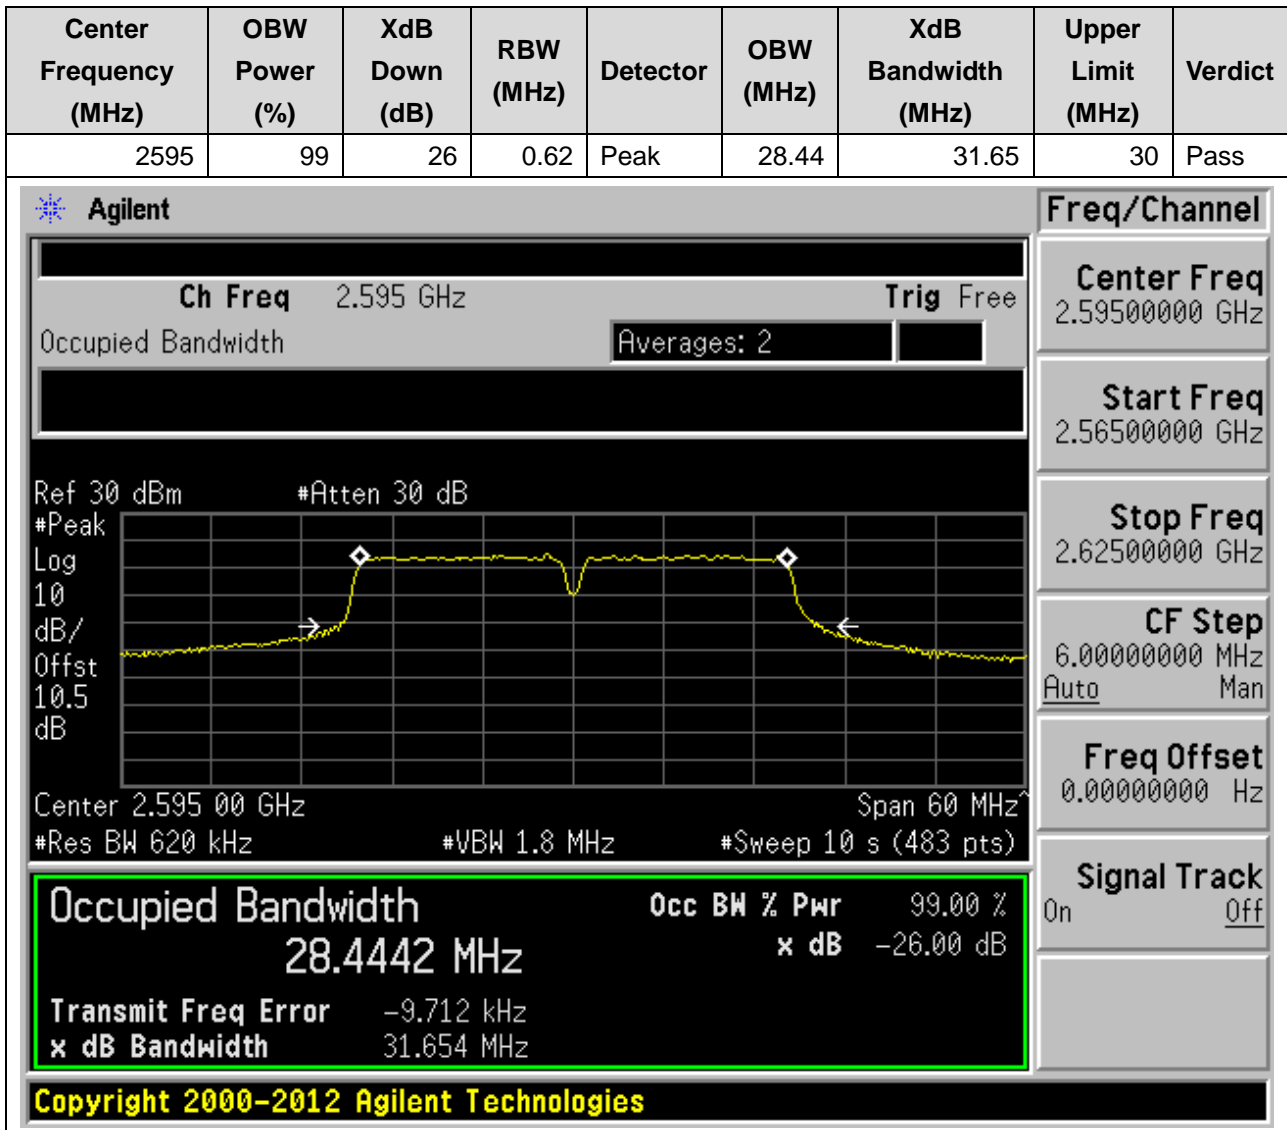 Center Frequency (MHz) OBW Power (%) XdB Down (dB) RBW (MHz) Detector OBW (MHz) XdB Bandwidth (MHz) Upper Limit (MHz) Verdict
2595 99 26 0.62 Peak 28.44 31.65 30 Pass
Agilent
Freq/Channel
Ch Freq 2.595 GHz Trig Free
Occupied Bandwidth Averages: 2
Center Freq
2.59500000 GHz
Start Freq
2.56500000 GHz
Stop Freq
2.62500000 GHz
CF Step
6.00000000 MHz
Auto Man
Freq Offset
0.00000000 Hz
Signal Track
On Off
Ref 30 dBm #Atten 30 dB
#Peak
Log
10
dB/
Offst
10.5
dB
Center 2.595 00 GHz Span 60 MHz^
#Res BW 620 kHz #VBW 1.8 MHz #Sweep 10 s (483 pts)
Occupied Bandwidth Occ BW % Pwr 99.00 %
28.4442 MHz x dB -26.00 dB
Transmit Freq Error -9.712 kHz
x dB Bandwidth 31.654 MHz
Copyright 2000-2012 Agilent Technologies